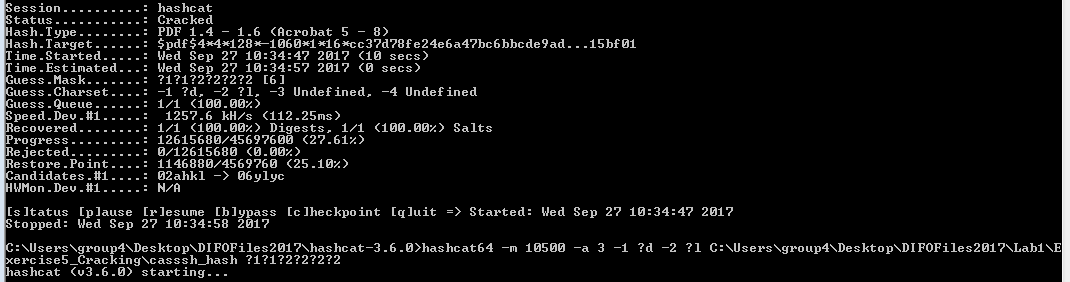 Session..........: hashcat
Status...........: Cracked
Hash.Type........: PDF 1.4 - 1.6 (Acrobat 5 - 8)
Hash.Target......: $pdf$4*4*128*-1060*1*16*cc37d78fe24e6a47bc6bbcde9ad...15bf01
Time.Started.....: Wed Sep 27 10:34:47 2017 (10 secs)
Time.Estimated...: Wed Sep 27 10:34:57 2017 (0 secs)
Guess.Mask.......: ?1?1?2?2?2?2 [6]
Guess.Charset....: -1 ?d, -2 ?l, -3 Undefined, -4 Undefined
Guess.Queue......: 1/1 (100.00%)
Speed.Dev.#1.....:  1257.6 kH/s (112.25ms)
Recovered........: 1/1 (100.00%) Digests, 1/1 (100.00%) Salts
Progress.........: 12615680/45697600 (27.61%)
Rejected.........: 0/12615680 (0.00%)
Restore.Point....: 1146880/4569760 (25.10%)
Candidates.#1....: 02ahkl -> 06ylyc
HWMon.Dev.#1.....: N/A
[s]tatus [p]ause [r]esume [b]ypass [c]heckpoint [q]uit => Started: Wed Sep 27 10:34:47 2017
Stopped: Wed Sep 27 10:34:58 2017
C:\Users\group4\Desktop\DIFOFiles2017\hashcat-3.6.0>hashcat64 -m 10500 -a 3 -1 ?d -2 ?l C:\Users\group4\Desktop\DIFOFiles2017\Lab1\E
xercise5_Cracking\casssh_hash ?1?1?2?2?2?2
hashcat (v3.6.0) starting...